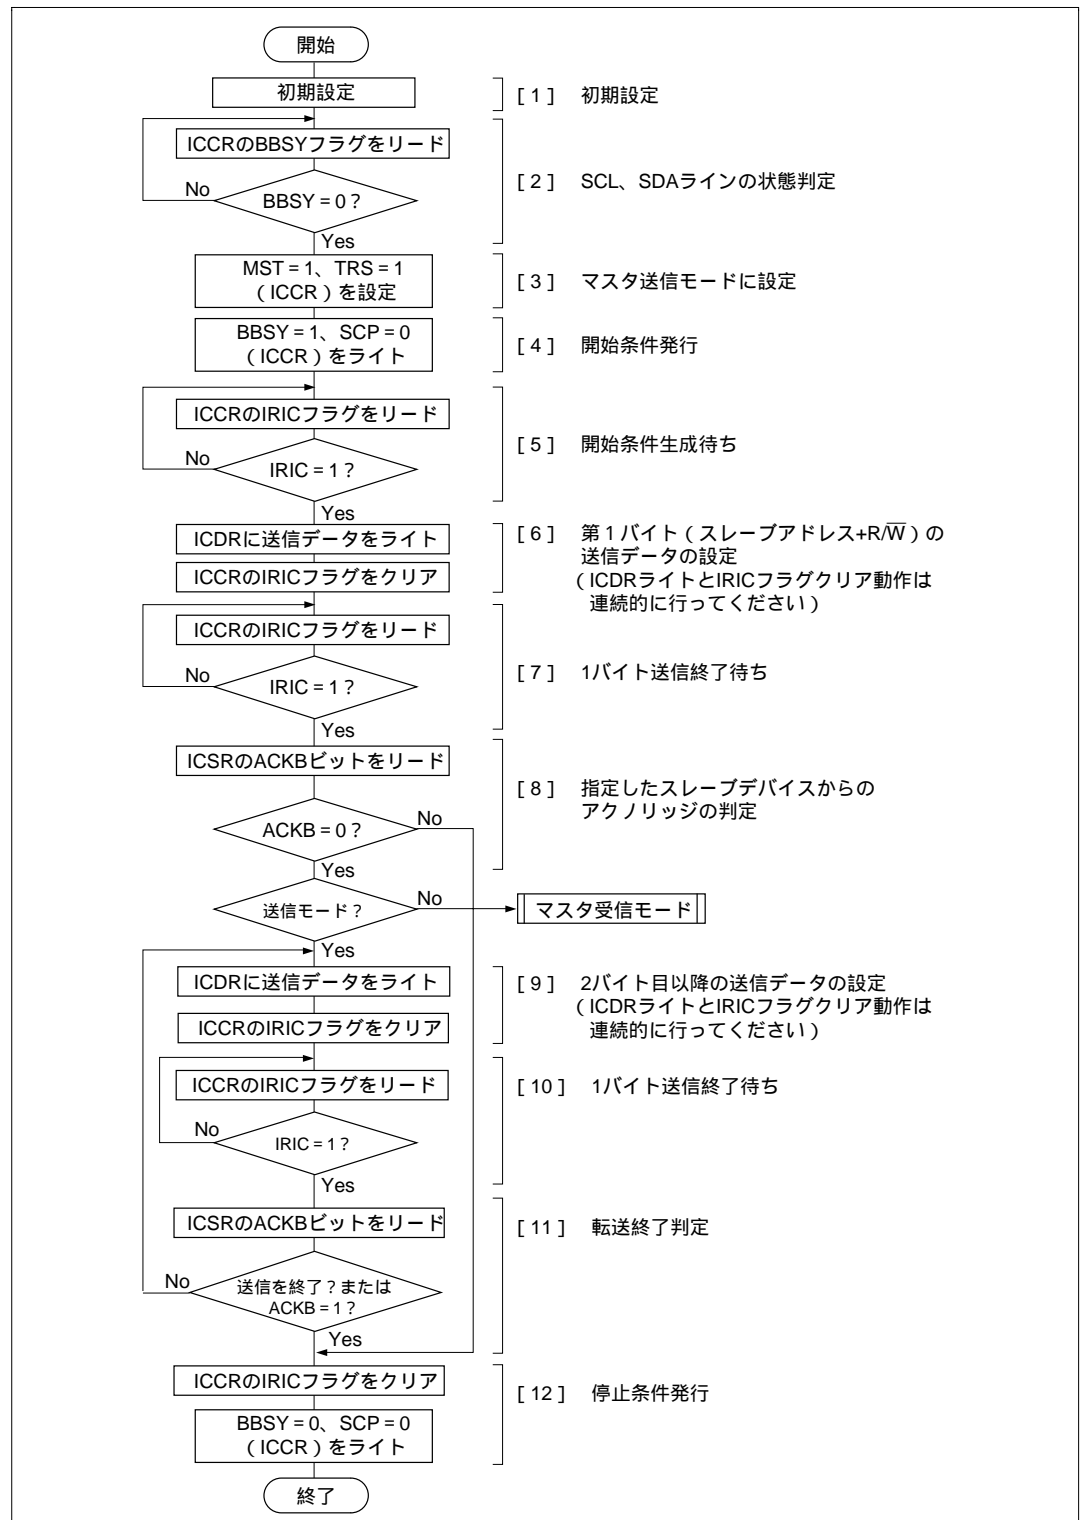 開始
初期設定
[1] 初期設定
ICCRのBBSYフラグをリード
[2] SCL、SDAラインの状態判定
No
BBSY = 0 ?
Yes
MST = 1、TRS = 1
(ICCR)を設定
[3] マスタ送信モードに設定
BBSY = 1、SCP = 0
(ICCR)をライト
[4] 開始条件発行
ICCRのIRICフラグをリード
[5] 開始条件生成待ち
No
IRIC = 1 ?
Yes
ICDRに送信データをライト
ICCRのIRICフラグをクリア
[6] 第1バイト(スレーブアドレス+R/W̅)の
送信データの設定
(ICDRライトとIRICフラグクリア動作は
連続的に行ってください)
ICCRのIRICフラグをリード
No
IRIC = 1 ?
[7] 1バイト送信終了待ち
Yes
ICSRのACKBビットをリード
[8] 指定したスレーブデバイスからの
アクノリッジの判定
ACKB = 0 ?
No
Yes
送信モード?
No
マスタ受信モード
Yes
ICDRに送信データをライト
[9] 2バイト目以降の送信データの設定
(ICDRライトとIRICフラグクリア動作は
連続的に行ってください)
ICCRのIRICフラグをクリア
ICCRのIRICフラグをリード
[10] 1バイト送信終了待ち
No
IRIC = 1 ?
Yes
ICSRのACKBビットをリード
[11] 転送終了判定
No
送信を終了?または
ACKB = 1 ?
Yes
ICCRのIRICフラグをクリア
[12] 停止条件発行
BBSY = 0、SCP = 0
(ICCR)をライト
終了